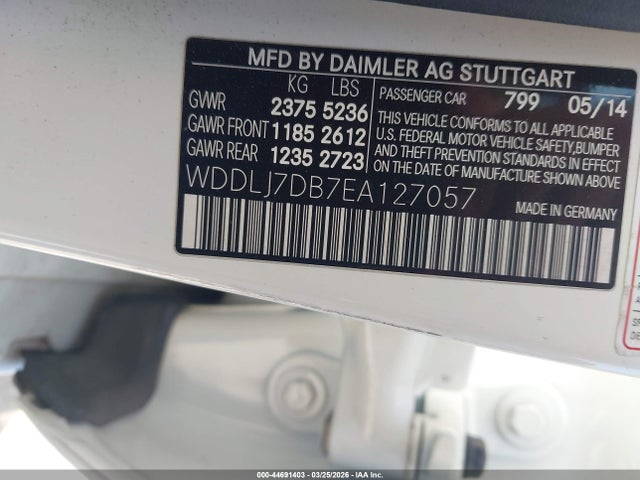 MFD BY DAIMLER AG STUTTGART
KG LBS
GVWR 2375 5236
GAWR FRONT 1185 2612
GAWR REAR 1235 2723
PASSENGER CAR 799 05/14
THIS VEHICLE CONFORMS TO ALL APPLICABLE
U.S. FEDERAL MOTOR VEHICLE SAFETY, BUMPER
AND THEFT PREVENTION STANDARDS IN EFFECT
ON THE DATE OF MANUFACTURE SHOWN ABOVE.
WDDLJ7DB7EA127057
MADE IN GERMANY
000-44691403 - 03/25/2026 - IAA Inc.